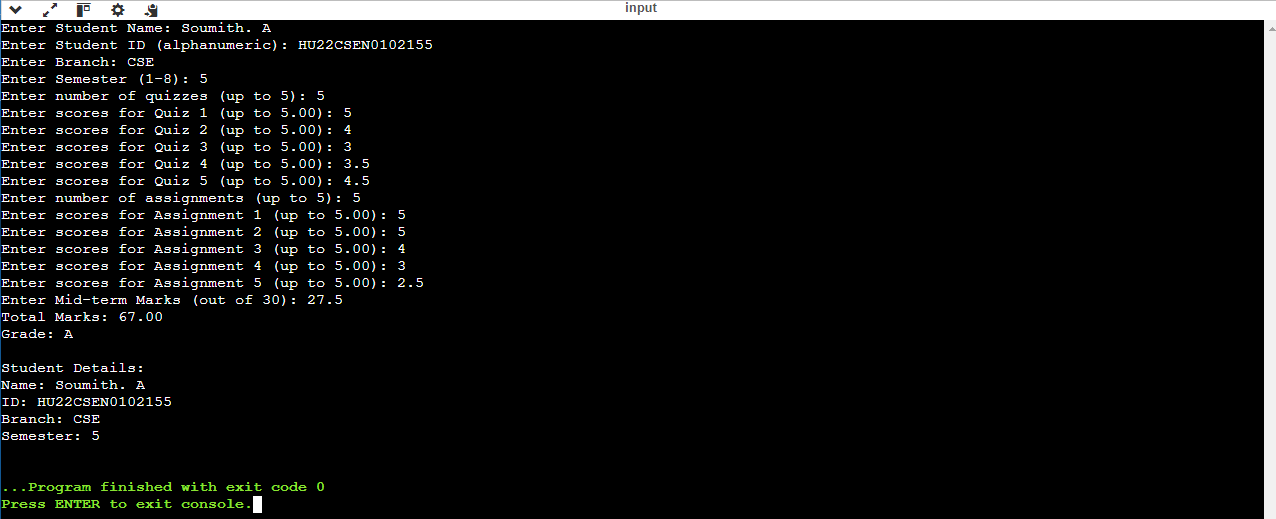 input
Enter Student Name: Soumith. A
Enter Student ID (alphanumeric): HU22CSEN0102155
Enter Branch: CSE
Enter Semester (1-8): 5
Enter number of quizzes (up to 5): 5
Enter scores for Quiz 1 (up to 5.00): 5
Enter scores for Quiz 2 (up to 5.00): 4
Enter scores for Quiz 3 (up to 5.00): 3
Enter scores for Quiz 4 (up to 5.00): 3.5
Enter scores for Quiz 5 (up to 5.00): 4.5
Enter number of assignments (up to 5): 5
Enter scores for Assignment 1 (up to 5.00): 5
Enter scores for Assignment 2 (up to 5.00): 5
Enter scores for Assignment 3 (up to 5.00): 4
Enter scores for Assignment 4 (up to 5.00): 3
Enter scores for Assignment 5 (up to 5.00): 2.5
Enter Mid-term Marks (out of 30): 27.5
Total Marks: 67.00
Grade: A
Student Details:
Name: Soumith. A
ID: HU22CSEN0102155
Branch: CSE
Semester: 5
...Program finished with exit code 0
Press ENTER to exit console.